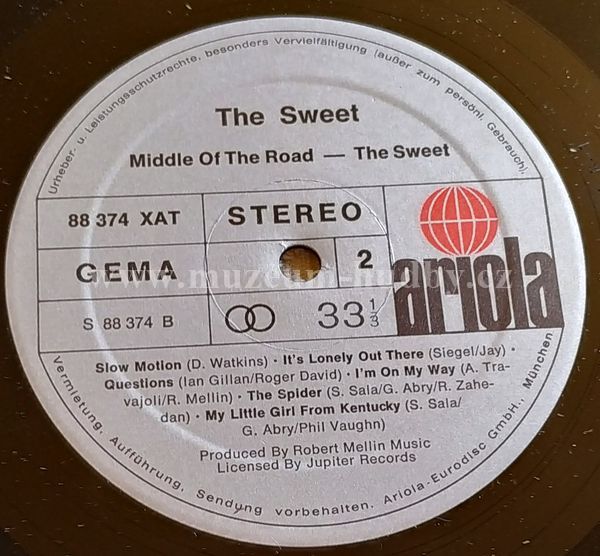 Urheber- u. Leistungsschutzrechte, besonders Vervielfältigung (außer zum persönl. Gebrauch),
The Sweet
Middle Of The Road — The Sweet
88 374 XAT
STEREO
GEMA
2
S 88 374 B
33 1/3
ariola
www.muzeum-hudby.cz
Slow Motion (D. Watkins) · It's Lonely Out There (Siegel/Jay) ·
Questions (Ian Gillan/Roger David) · I'm On My Way (A. Tra-
vajoli/R. Mellin) · The Spider (S. Sala/G. Abry/R. Zahe-
dan) · My Little Girl From Kentucky (S. Sala/
G. Abry/Phil Vaughn)
Produced By Robert Mellin Music
Licensed By Jupiter Records
Vermietung, Aufführung, Sendung vorbehalten. Ariola-Eurodisc GmbH., München